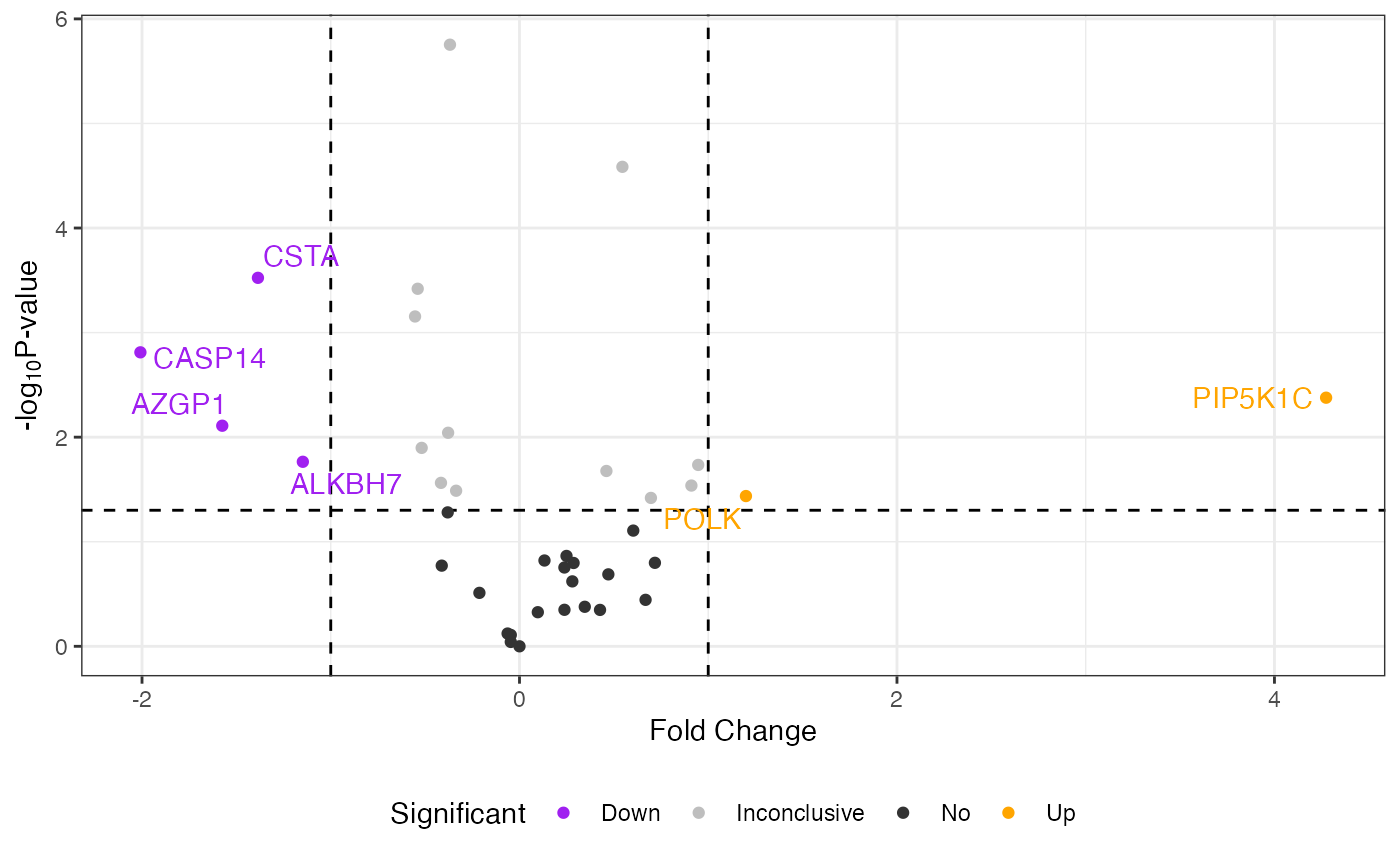 6
4
2
0
-log10P-value
CSTA
CASP14
AZGP1
ALKBH7
PIP5K1C
POLK
-2 0 2 4
Fold Change
Significant Down Inconclusive No Up